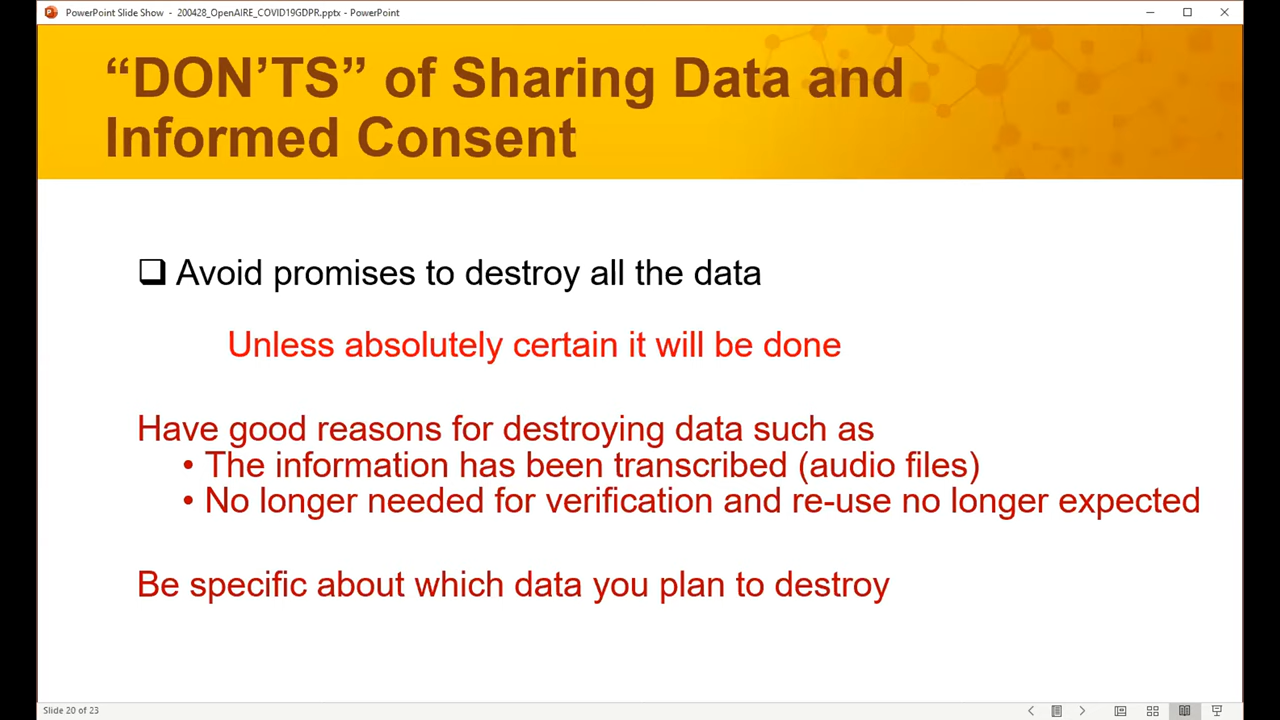 PowerPoint Slide Show - 200428_OpenAIRE_COVID19GDPR.pptx - PowerPoint
“DON’TS” of Sharing Data and
Informed Consent
❑ Avoid promises to destroy all the data
Unless absolutely certain it will be done
Have good reasons for destroying data such as
• The information has been transcribed (audio files)
• No longer needed for verification and re-use no longer expected
Be specific about which data you plan to destroy
Slide 20 of 23